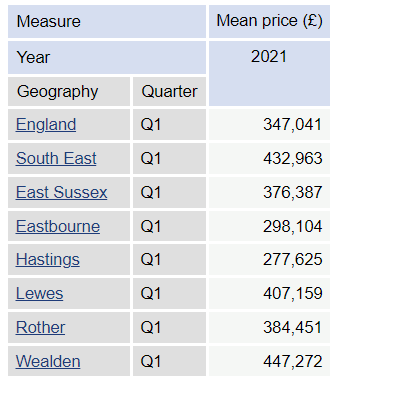 Measure Mean price (£)
Year 2021
Geography Quarter
England Q1 347,041
South East Q1 432,963
East Sussex Q1 376,387
Eastbourne Q1 298,104
Hastings Q1 277,625
Lewes Q1 407,159
Rother Q1 384,451
Wealden Q1 447,272